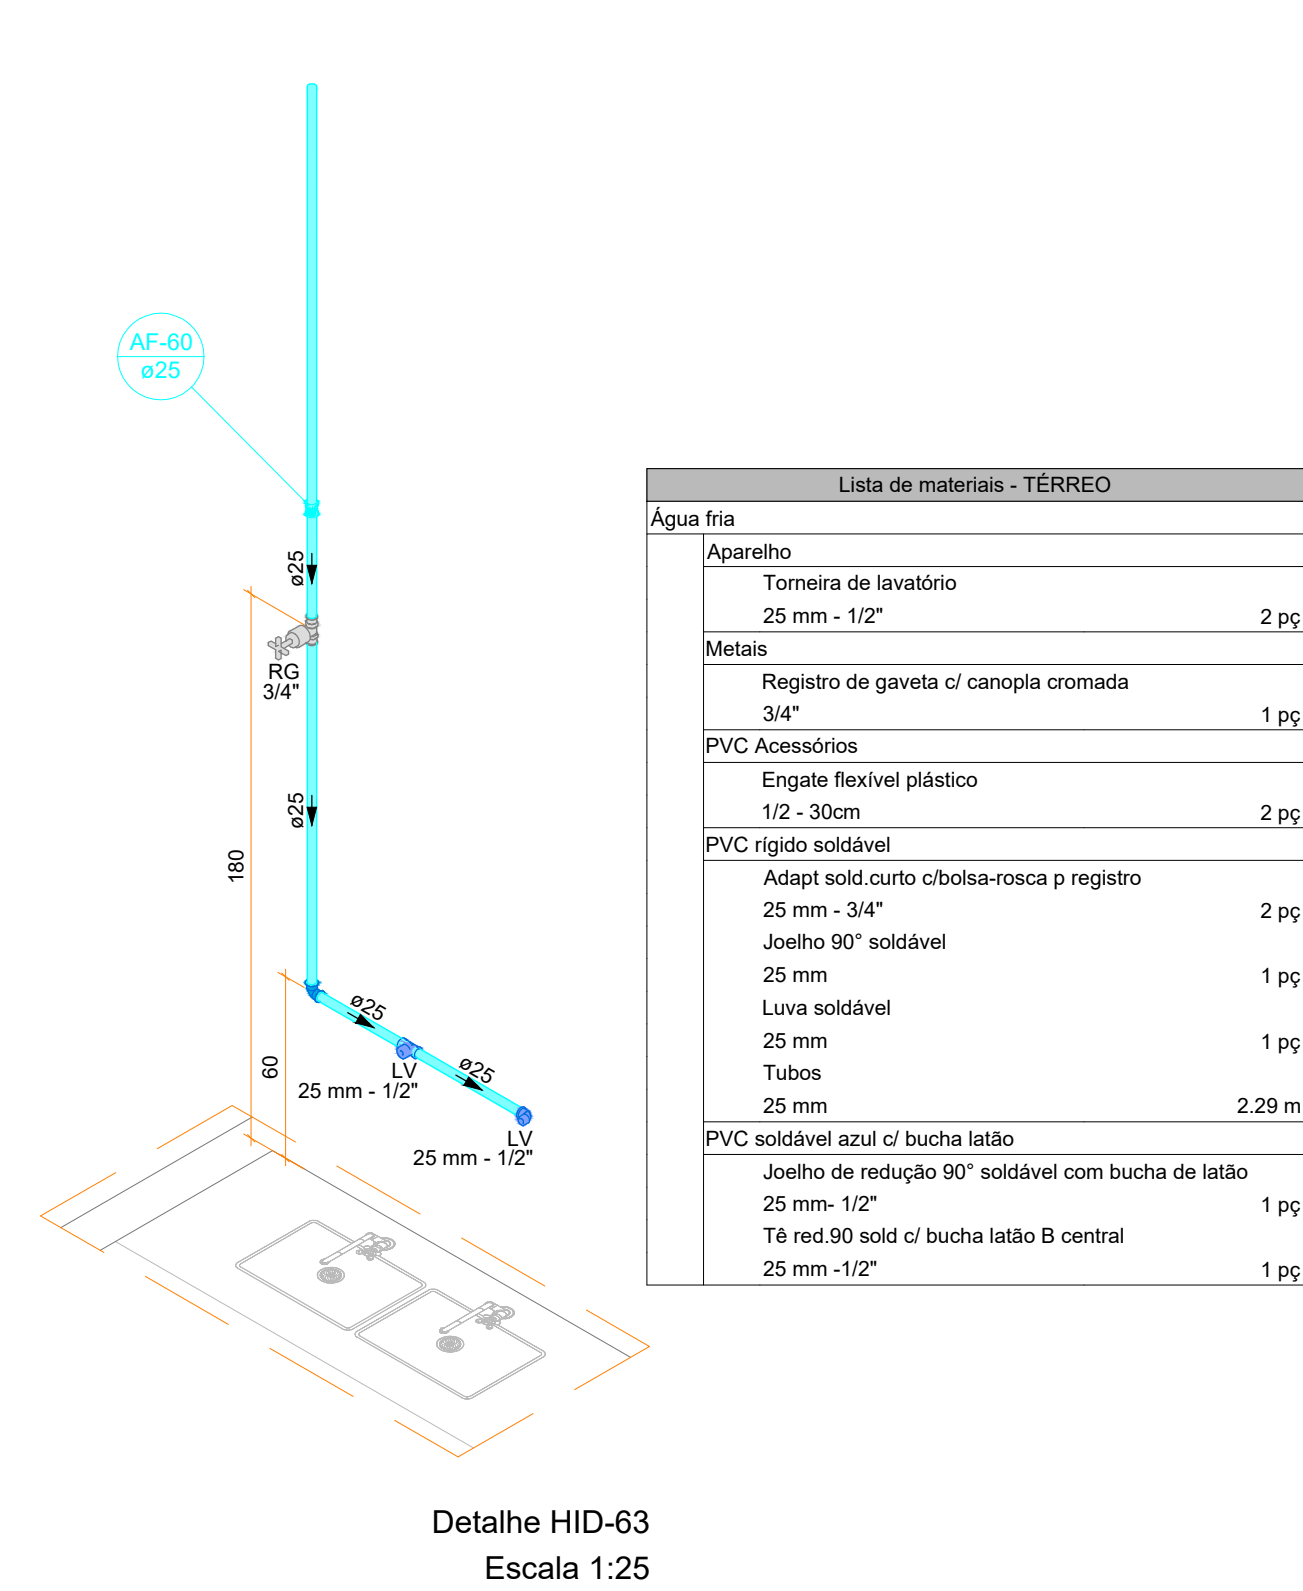 AF-60
ø25
ø25
RG
3/4"
ø25
180
60
ø25
LV
25 mm - 1/2"
ø25
LV
25 mm - 1/2"
Lista de materiais - TÉRREO
Água fria
Aparelho
Torneira de lavatório
25 mm - 1/2" 2 pç
Metais
Registro de gaveta c/ canopla cromada
3/4" 1 pç
PVC Acessórios
Engate flexível plástico
1/2 - 30cm 2 pç
PVC rígido soldável
Adapt sold.curto c/bolsa-rosca p registro
25 mm - 3/4" 2 pç
Joelho 90° soldável
25 mm 1 pç
Luva soldável
25 mm 1 pç
Tubos
25 mm 2.29 m
PVC soldável azul c/ bucha latão
Joelho de redução 90° soldável com bucha de latão
25 mm- 1/2" 1 pç
Tê red.90 sold c/ bucha latão B central
25 mm -1/2" 1 pç
Detalhe HID-63
Escala 1:25